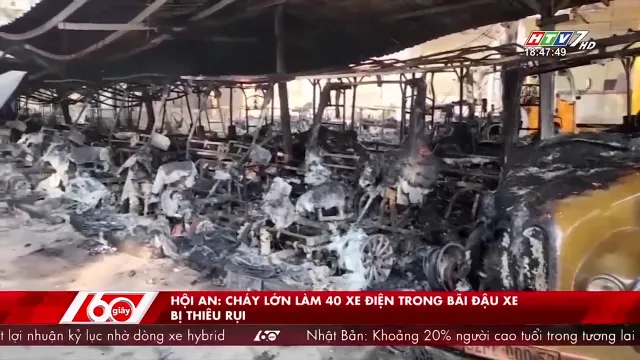 HTV7 HD
18:47:49
60 giây
HỘI AN: CHÁY LỚN LÀM 40 XE ĐIỆN TRONG BÃI ĐẬU XE
BỊ THIÊU RỤI
t lợi nhuận kỷ lục nhờ dòng xe hybrid 60 giây Nhật Bản: Khoảng 20% người cao tuổi trong tương lai